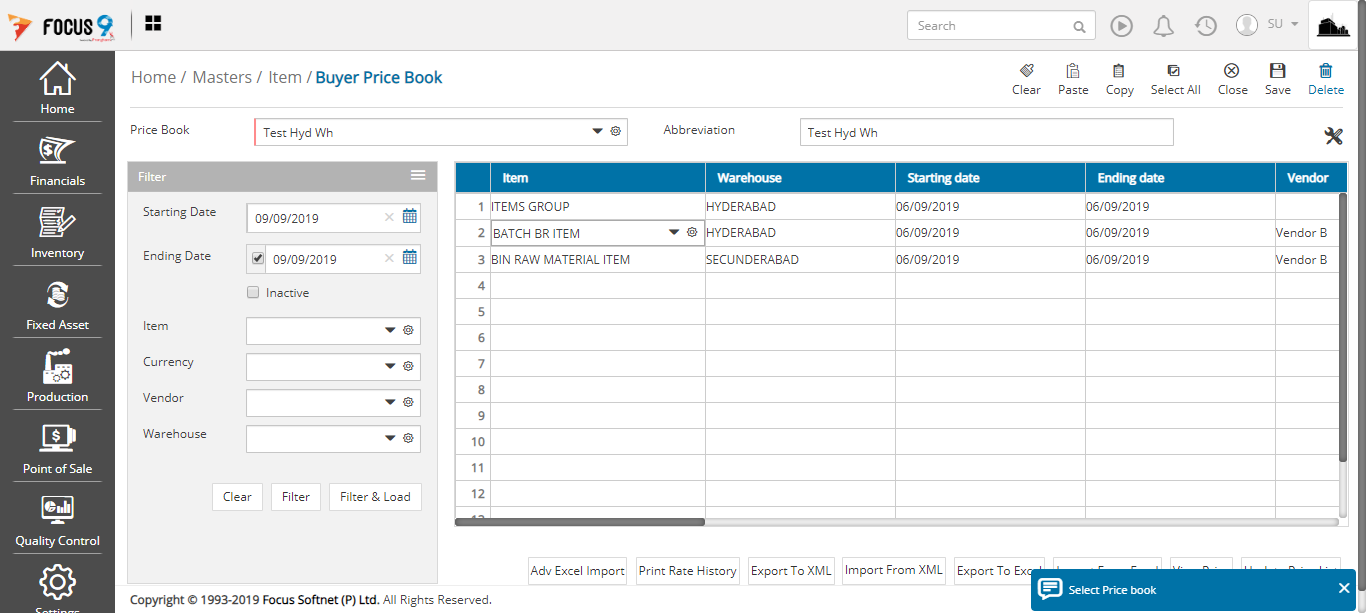 FOCUS 9
Search
SU
Home
Financials
Inventory
Fixed Asset
Production
Point of Sale
Quality Control
Settings
Home / Masters / Item / Buyer Price Book
Clear Paste Copy Select All Close Save Delete
Price Book Test Hyd Wh Abbreviation Test Hyd Wh
Filter
Starting Date 09/09/2019
Ending Date 09/09/2019
Inactive
Item
Currency
Vendor
Warehouse
Clear Filter Filter & Load
Item Warehouse Starting date Ending date Vendor
1 ITEMS GROUP HYDERABAD 06/09/2019 06/09/2019
2 BATCH BR ITEM HYDERABAD 06/09/2019 06/09/2019 Vendor B
3 BIN RAW MATERIAL ITEM SECUNDERABAD 06/09/2019 06/09/2019 Vendor B
4
5
6
7
8
9
10
11
12
Adv Excel Import Print Rate History Export To XML Import From XML Export To Exc
Select Price book
Copyright © 1993-2019 Focus Softnet (P) Ltd. All Rights Reserved.